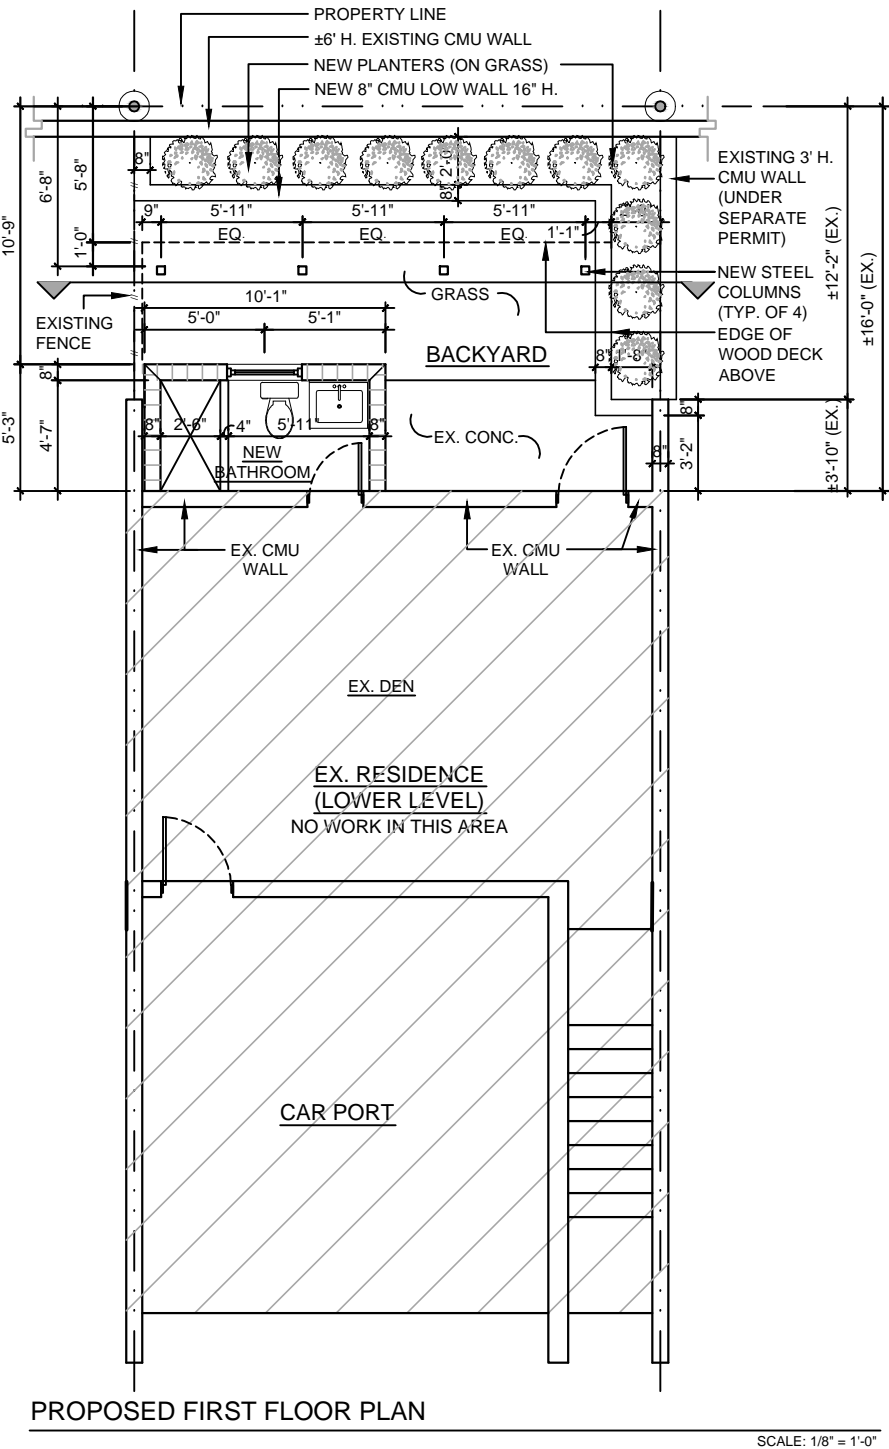 PROPERTY LINE
±6' H. EXISTING CMU WALL
NEW PLANTERS (ON GRASS)
NEW 8" CMU LOW WALL 16" H.
EXISTING 3' H.
CMU WALL
(UNDER
SEPARATE
PERMIT)
NEW STEEL
COLUMNS
(TYP. OF 4)
EDGE OF
WOOD DECK
ABOVE
10'-9"
6'-8"
5'-8"
1'-0"
8"
8" 2'-0"
9"
5'-11"
5'-11"
5'-11"
EQ.
EQ.
EQ.
1'-1"
±12'-2" (EX.)
±16'-0" (EX.)
GRASS
10'-1"
5'-0"
5'-1"
EXISTING
FENCE
BACKYARD
8"
1'-8"
5'-3"
8"
4'-7"
8"
2'-6"
4"
5'-11"
8"
NEW
BATHROOM
EX. CONC.
8"
8"
3'-2"
±3'-10" (EX.)
EX. CMU
WALL
EX. CMU
WALL
EX. DEN
EX. RESIDENCE
(LOWER LEVEL)
NO WORK IN THIS AREA
CAR PORT
PROPOSED FIRST FLOOR PLAN
SCALE: 1/8" = 1'-0"